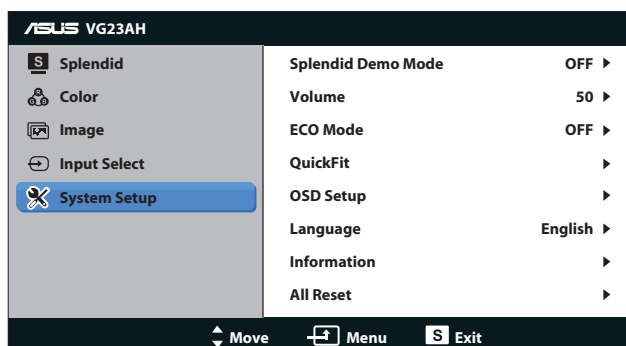 ASUS VG23AH
S Splendid
Color
Image
Input Select
System Setup
Splendid Demo Mode OFF
Volume 50
ECO Mode OFF
QuickFit
OSD Setup
Language English
Information
All Reset
Move Menu S Exit